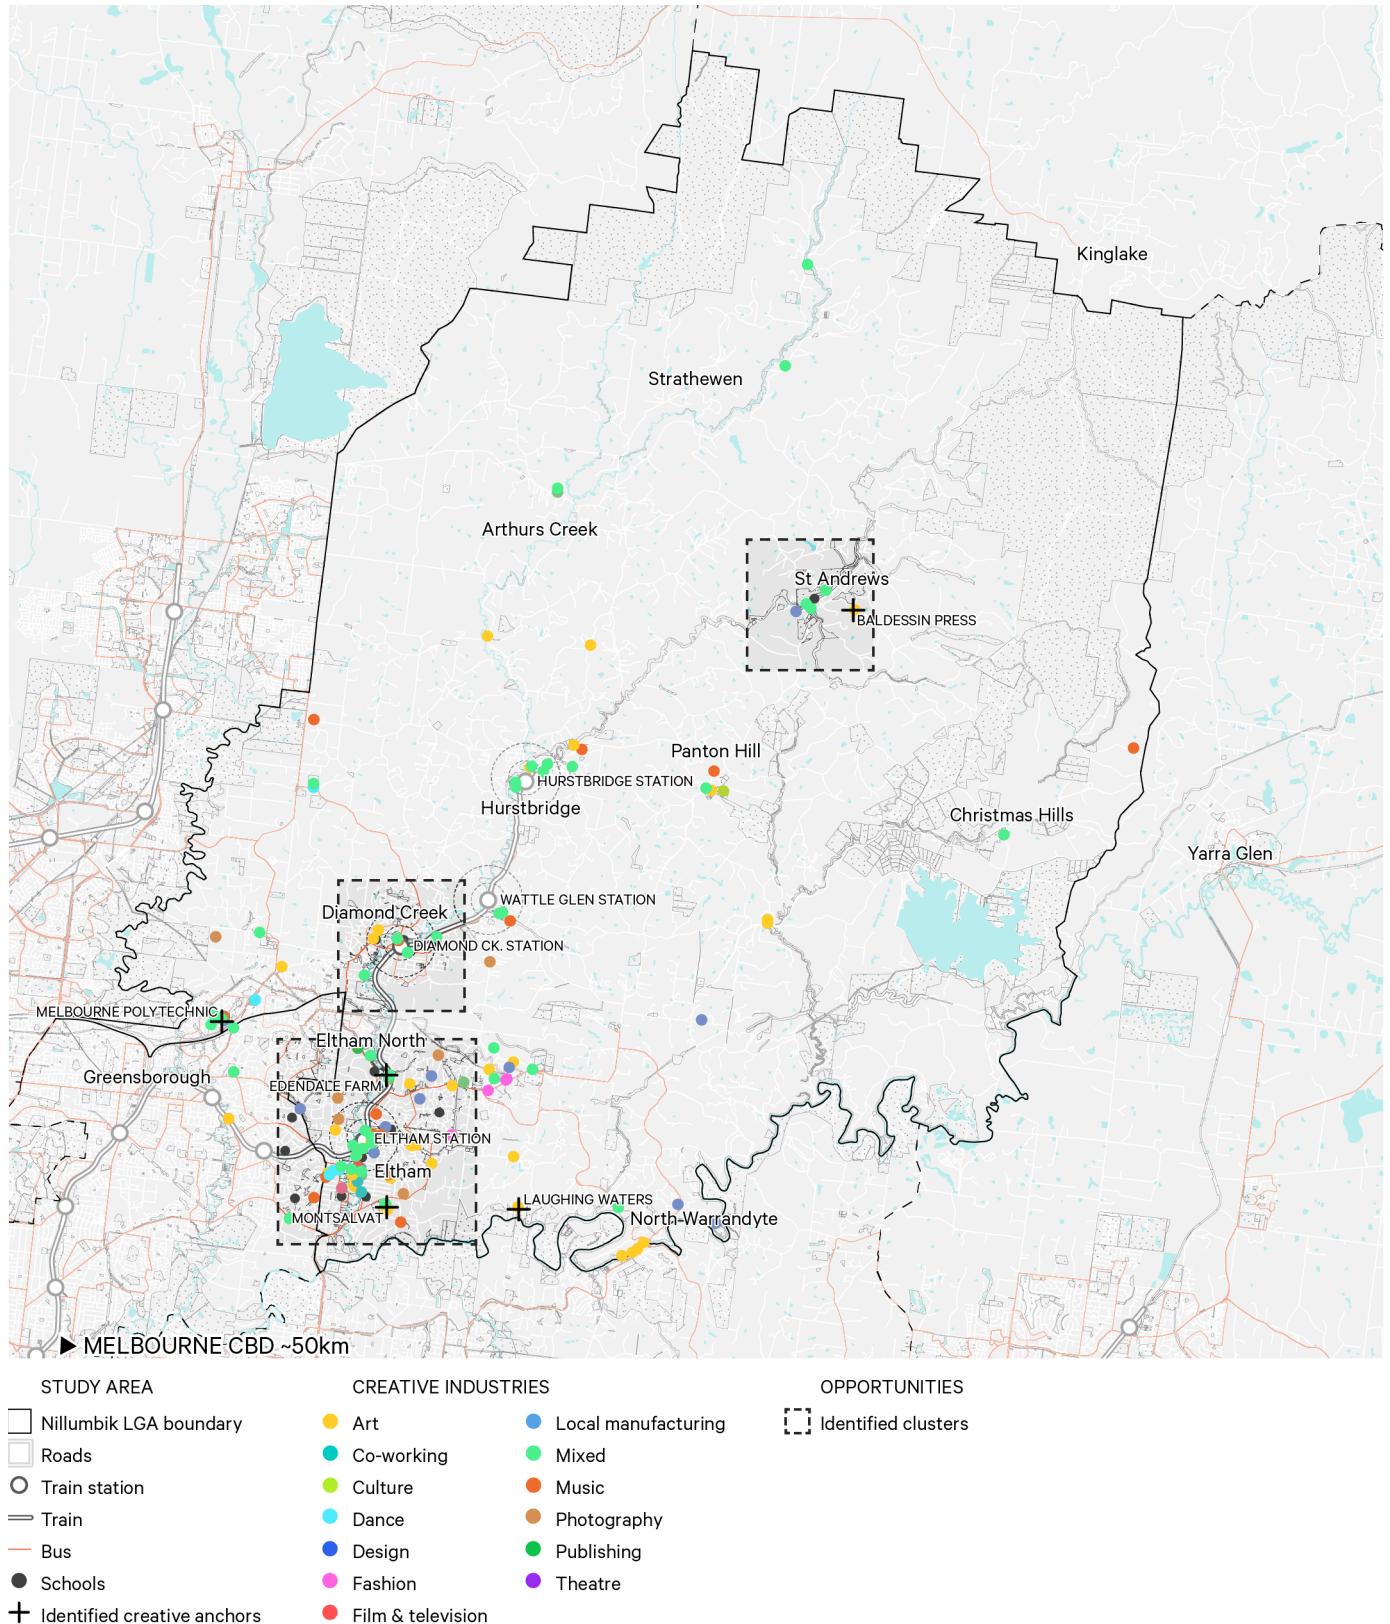 Kinglake
Strathewen
Arthurs Creek
St Andrews
BALDESSIN PRESS
Panton Hill
HURSTBRIDGE STATION
Hurstbridge
Christmas Hills
Yarra Glen
WATTLE GLEN STATION
Diamond Creek
DIAMOND CK. STATION
MELBOURNE POLYTECHNIC
Eltham North
Greensborough
EDENDALE FARM
ELTHAM STATION
Eltham
LAUGHING WATERS
MONTSALVAT
North Warrandyte
MELBOURNE CBD ~50km
STUDY AREA
Nillumbik LGA boundary
Roads
Train station
Train
Bus
Schools
Identified creative anchors
CREATIVE INDUSTRIES
Art
Co-working
Culture
Dance
Design
Fashion
Film & television
Local manufacturing
Mixed
Music
Photography
Publishing
Theatre
OPPORTUNITIES
Identified clusters